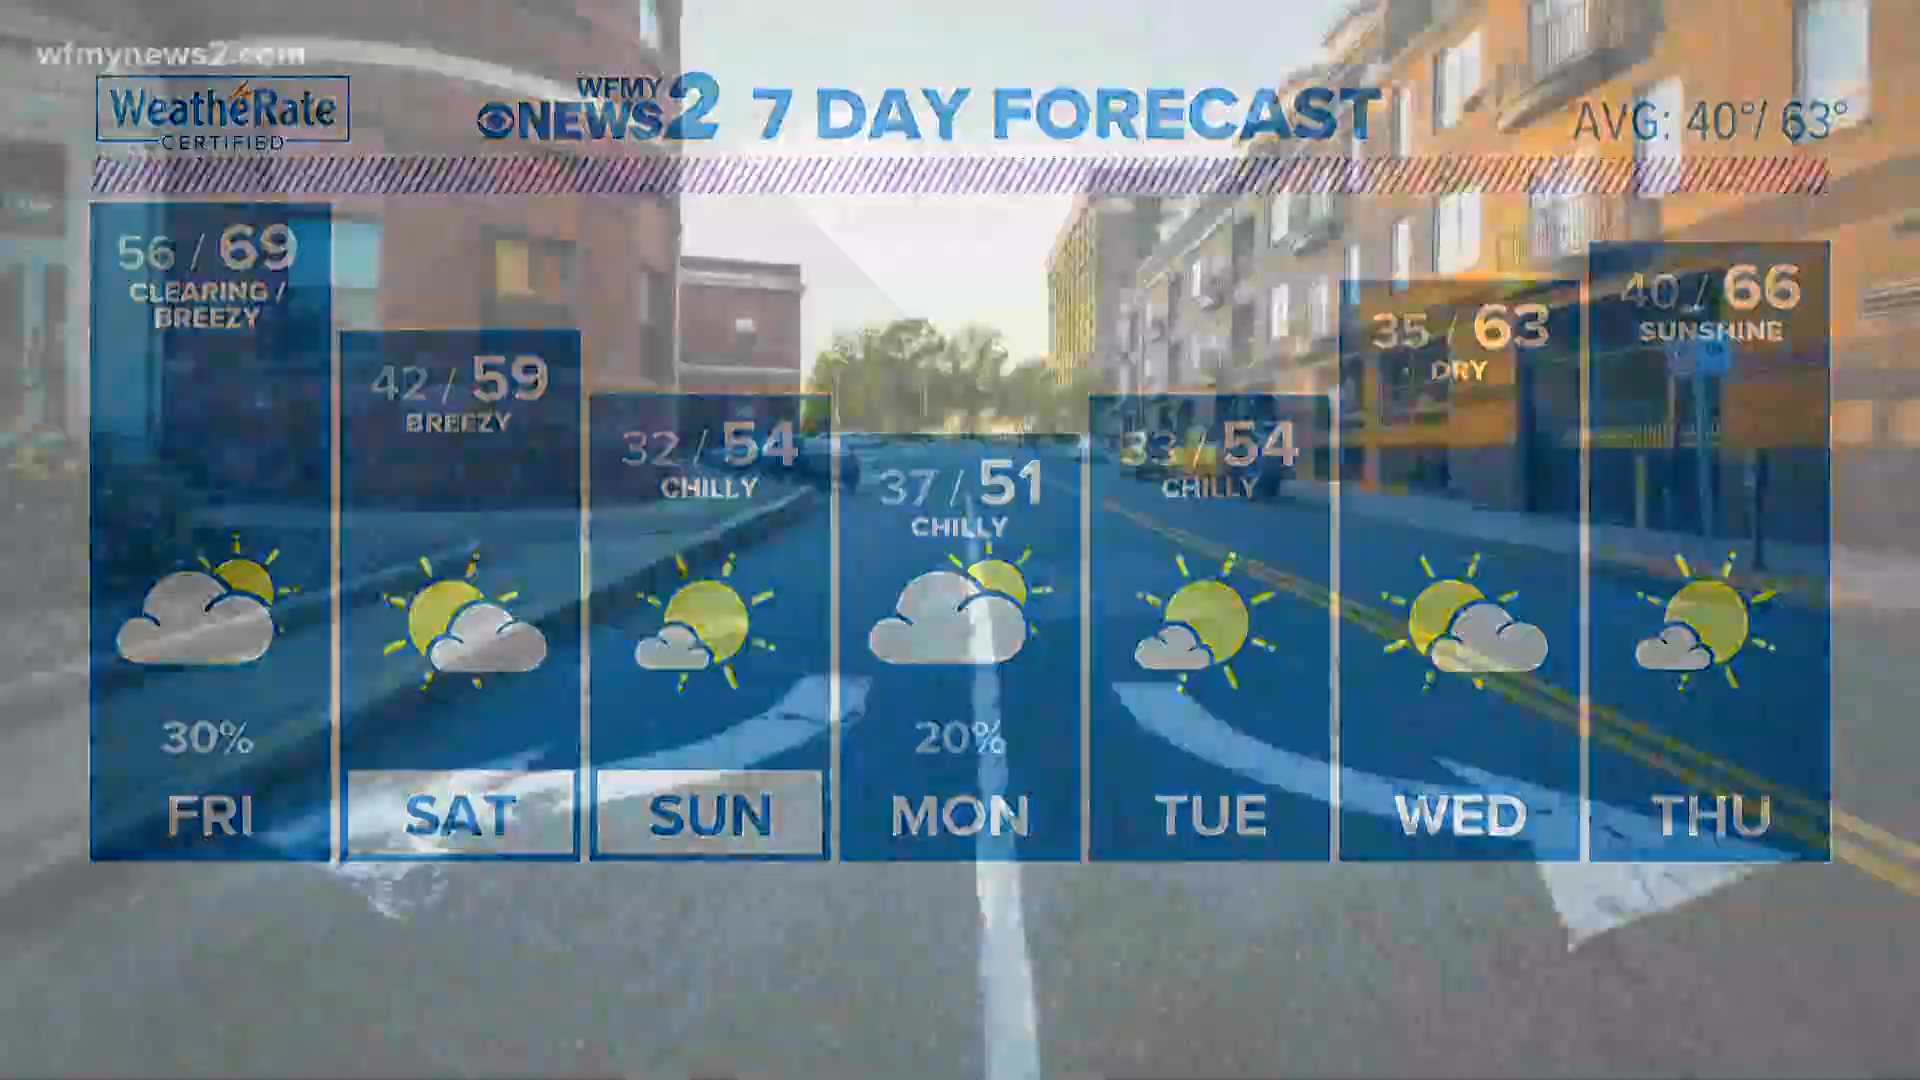 wfmynews2.com
WeatheRate
CERTIFIED
WFMY
NEWS 2
7 DAY FORECAST
AVG: 40°/ 63°
56 / 69
CLEARING /
BREEZY
30%
FRI
42 / 59
BREEZY
SAT
32 / 54
CHILLY
SUN
37 / 51
CHILLY
20%
MON
33 / 54
CHILLY
TUE
35 / 63
DRY
WED
40 / 66
SUNSHINE
THU